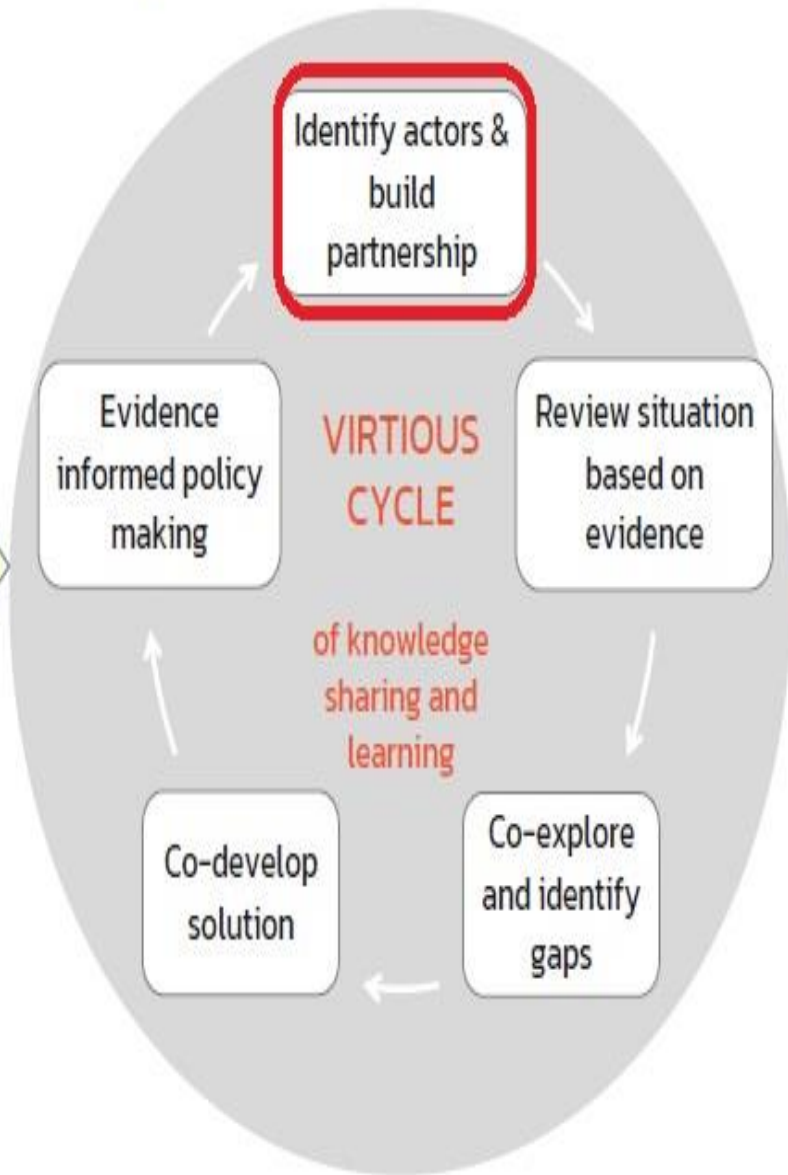 Identify actors &
build
partnership
Evidence
informed policy
making
VIRTIOUS
CYCLE
Review situation
based on
evidence
of knowledge
sharing and
learning
Co-develop
solution
Co-explore
and identify
gaps